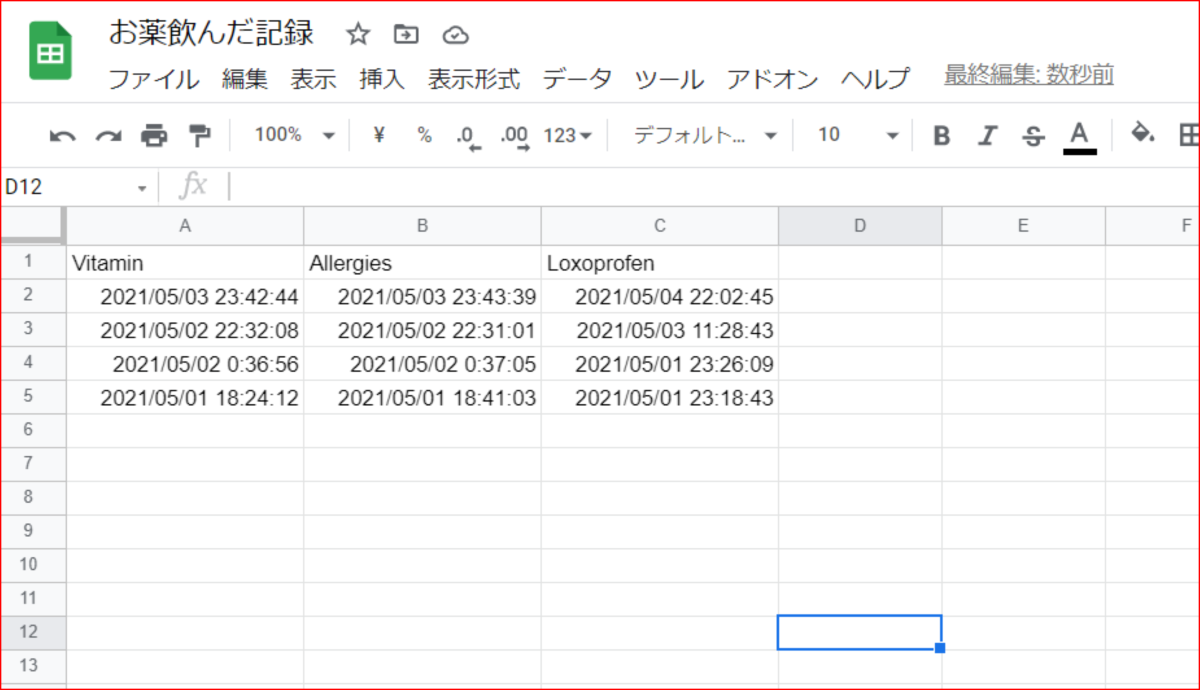 お薬飲んだ記録
ファイル 編集 表示 挿入 表示形式 データ ツール アドオン ヘルプ 最終編集: 数秒前
100% ¥ % .0 .00 123 デフォルト... 10 B I S A
D12 fx
A B C D E F
1 Vitamin Allergies Loxoprofen
2 2021/05/03 23:42:44 2021/05/03 23:43:39 2021/05/04 22:02:45
3 2021/05/02 22:32:08 2021/05/02 22:31:01 2021/05/03 11:28:43
4 2021/05/02 0:36:56 2021/05/02 0:37:05 2021/05/01 23:26:09
5 2021/05/01 18:24:12 2021/05/01 18:41:03 2021/05/01 23:18:43
6
7
8
9
10
11
12
13